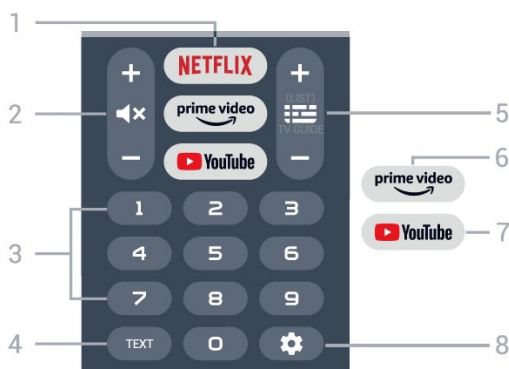 1
+ NETFLIX +
2
prime video
(LIST)
TV GUIDE
5
− YouTube −
6
prime video
1 2 3
YouTube
7
3
4 5 6
7 8 9
4
TEXT 0
8